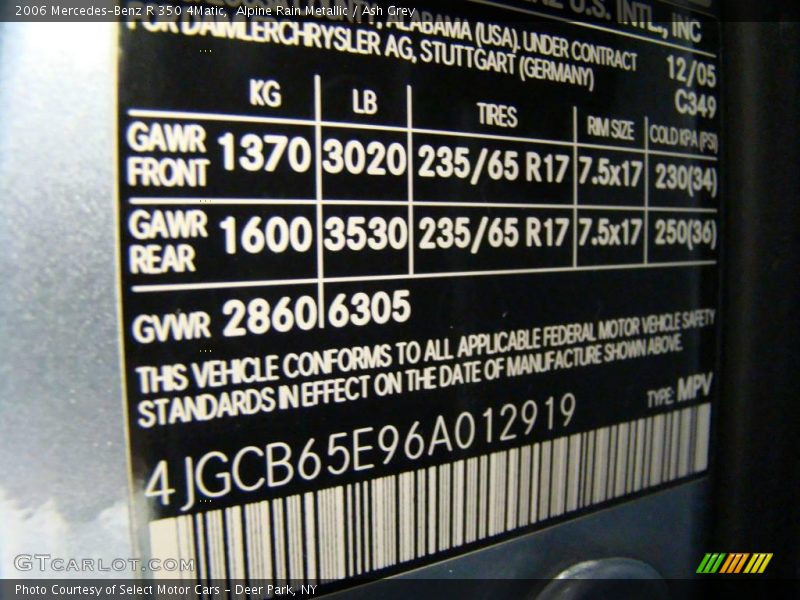 2006 Mercedes-Benz R 350 4Matic, Alpine Rain Metallic / Ash Grey
U.S. INTL., INC
ALABAMA (USA). UNDER CONTRACT
FOR DAIMLERCHRYSLER AG, STUTTGART (GERMANY)
12/05
C349
KG LB TIRES RIM SIZE COLD KPA (PSI)
GAWR FRONT 1370 3020 235/65 R17 7.5x17 230(34)
GAWR REAR 1600 3530 235/65 R17 7.5x17 250(36)
GVWR 2860 6305
THIS VEHICLE CONFORMS TO ALL APPLICABLE FEDERAL MOTOR VEHICLE SAFETY
STANDARDS IN EFFECT ON THE DATE OF MANUFACTURE SHOWN ABOVE.
4JGCB65E96A012919
TYPE: MPV
GTcarlot.com
Photo Courtesy of Select Motor Cars - Deer Park, NY